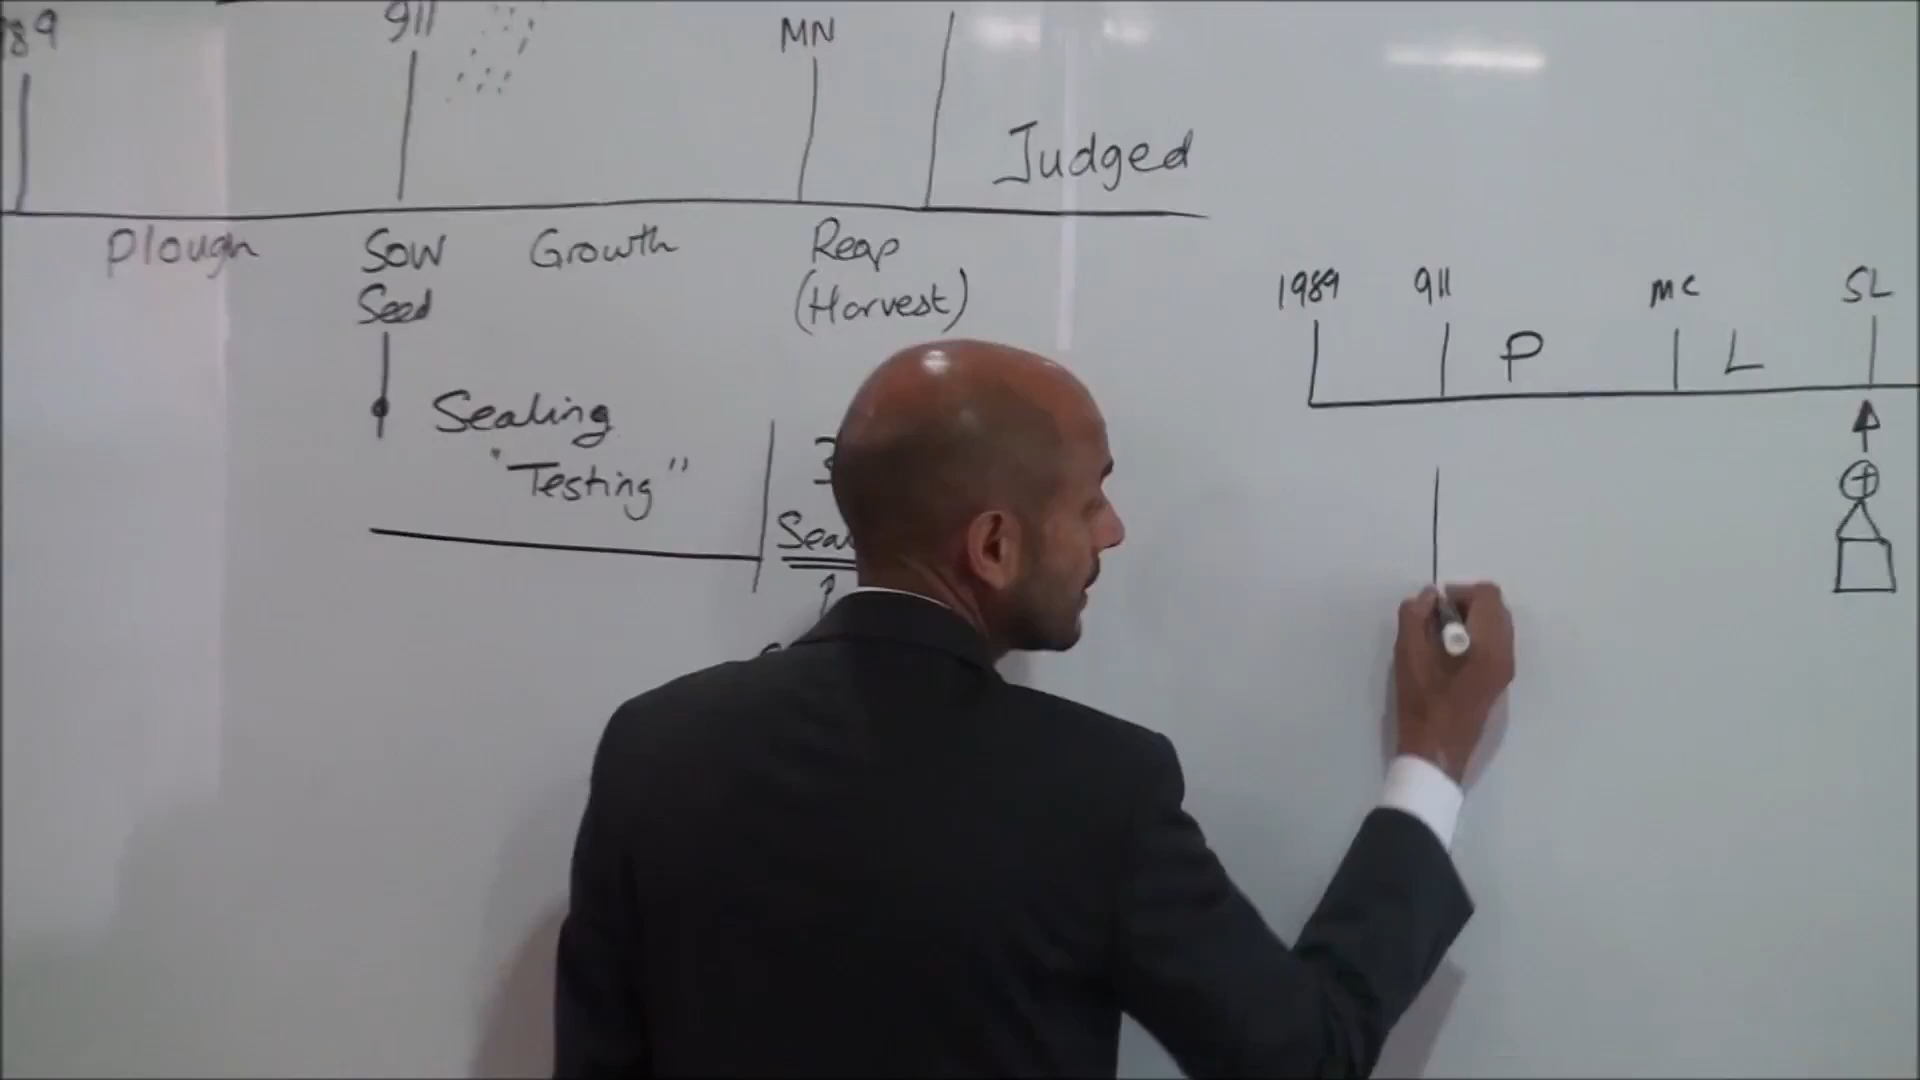 89 911 MN
Judged
Plough Sow Growth Reap
Seed (Harvest)
Sealing
"Testing"
1989 911 MC SL
P L